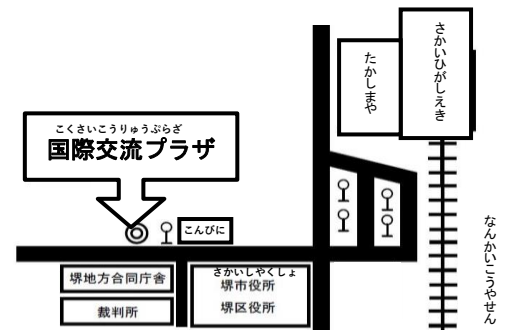 さかいひがしえき
たかしまや
こくさいこうりゅうぷらざ
国際交流プラザ
なんかいこうやせん
こんびに
堺地方合同庁舎
裁判所
さかいしやくしょ
堺市役所
堺区役所